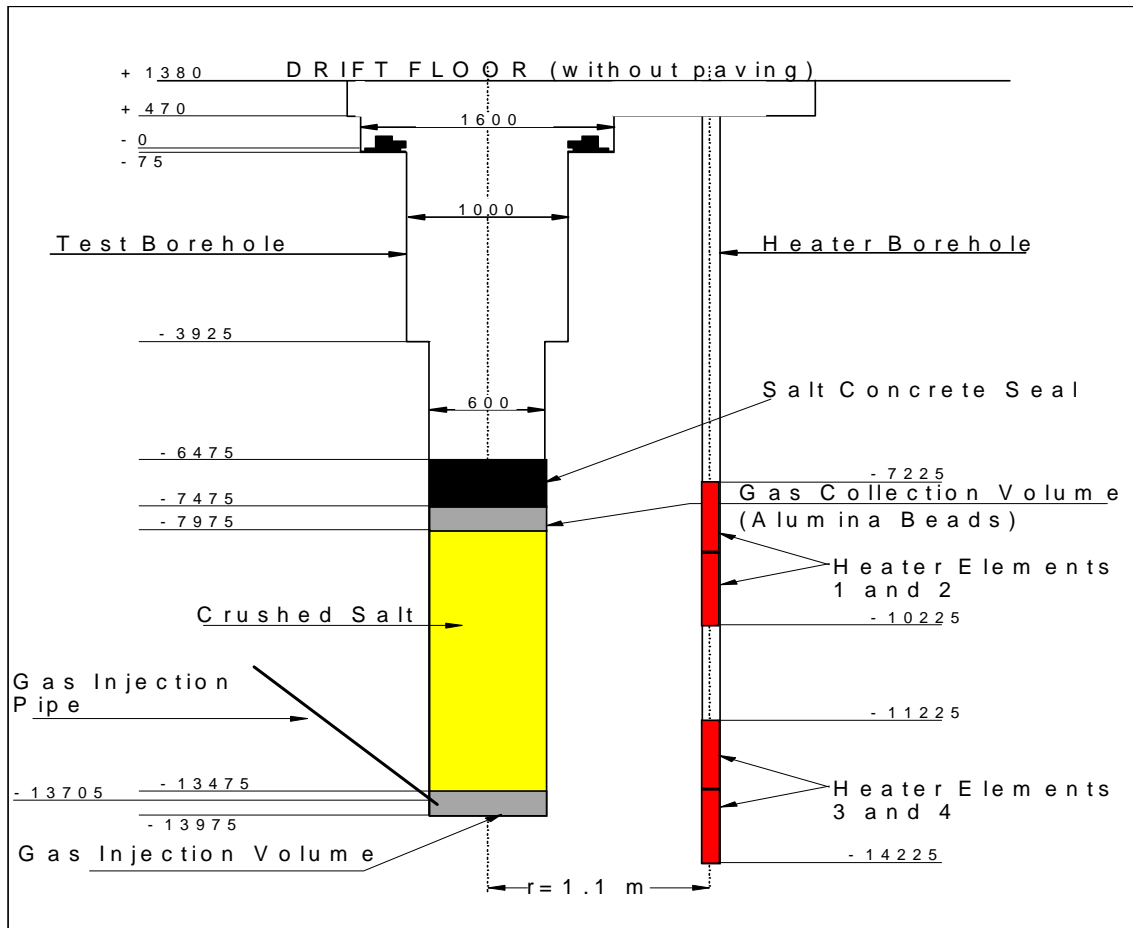 DRIFT FLOOR (without paving)
+ 1380
+ 470
1600
- 0
- 75
1000
Test Borehole
Heater Borehole
- 3925
Salt Concrete Seal
600
- 6475
- 7225
- 7475
Gas Collection Volume
(Alumina Beads)
- 7975
Heater Elements
1 and 2
Crushed Salt
- 10225
Gas Injection
Pipe
- 11225
- 13475
- 13705
Heater Elements
3 and 4
- 13975
Gas Injection Volume
- 14225
r=1.1 m